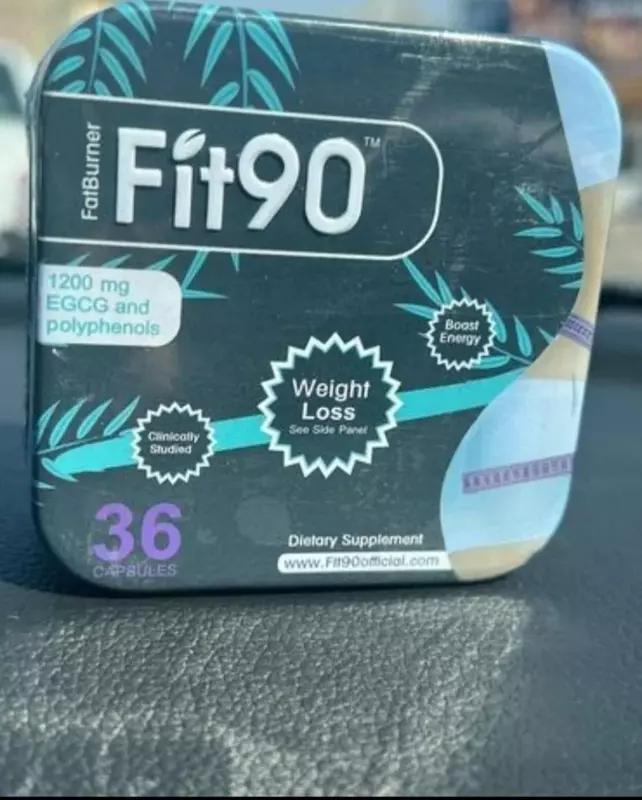 FatBurner
Fit90™
1200 mg
EGCG and
polyphenols
Boost
Energy
Weight
Loss
See Side Panel
Clinically
Studied
36
CAPSULES
Dietary Supplement
www.Fit90official.com